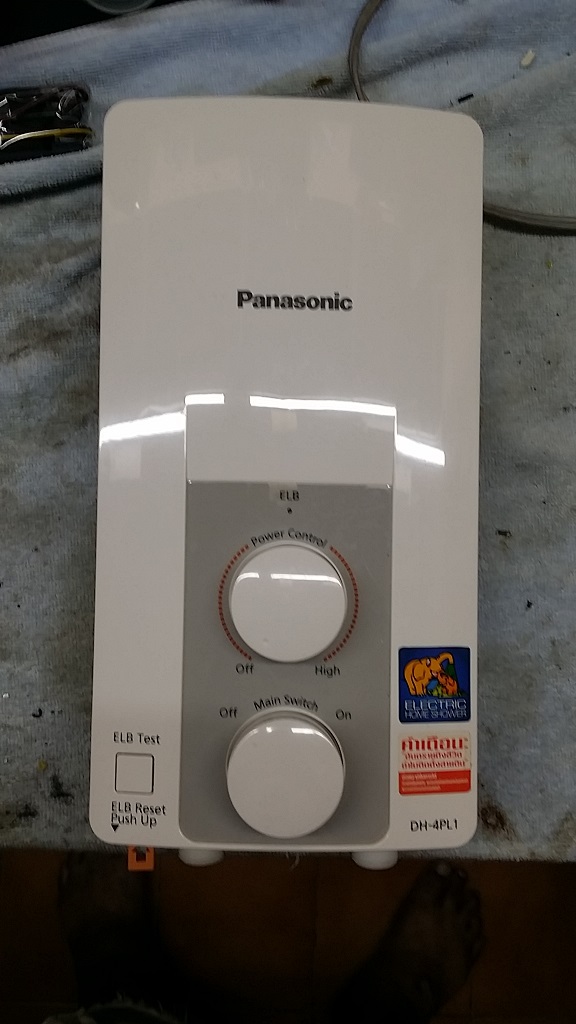 Panasonic
ELB
Power Control
Off
High
Off
Main Switch
On
ELECTRIC
HOME SHOWER
คำเตือน:
ELB Test
ELB Reset
Push Up
DH-4PL1